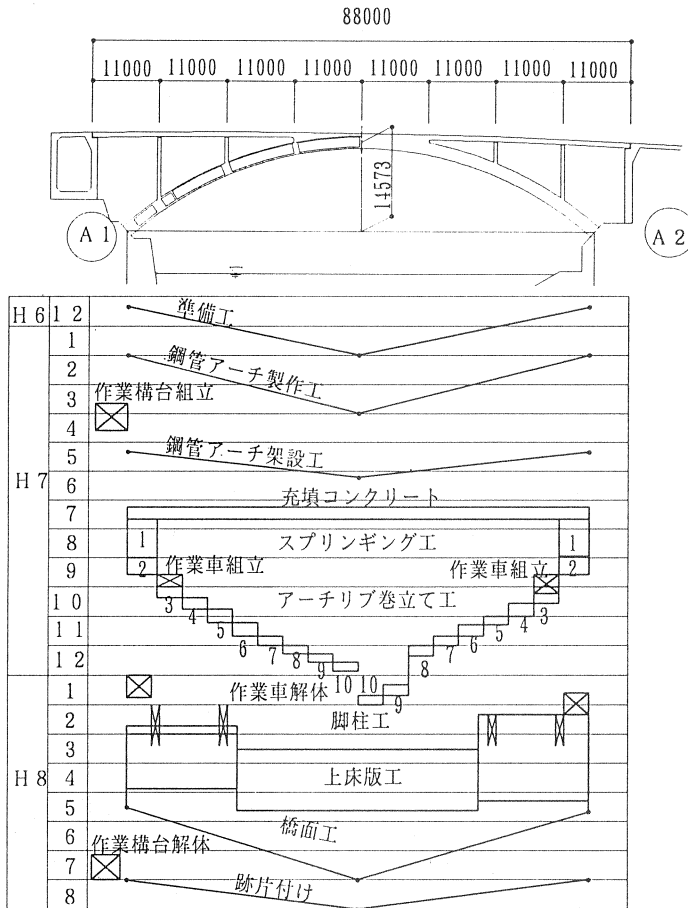 88000
11000 11000 11000 11000 11000 11000 11000 11000
14573
A1 A2
H6 12 準備工
H7
1
2 鋼管アーチ製作工
3 作業構台組立
4
5 鋼管アーチ架設工
6 充填コンクリート
7
8 1 スプリンギング工 1
9 2 作業車組立 作業車組立 2
10 3 アーチリブ巻立て工 3
4 4
11 5 6 6 5
12 7 8 9 8 7
10 10
H8
1 作業車解体 9
2 脚柱工
3
4 上床版工
5
6 橋面工
7 作業構台解体
8 跡片付け